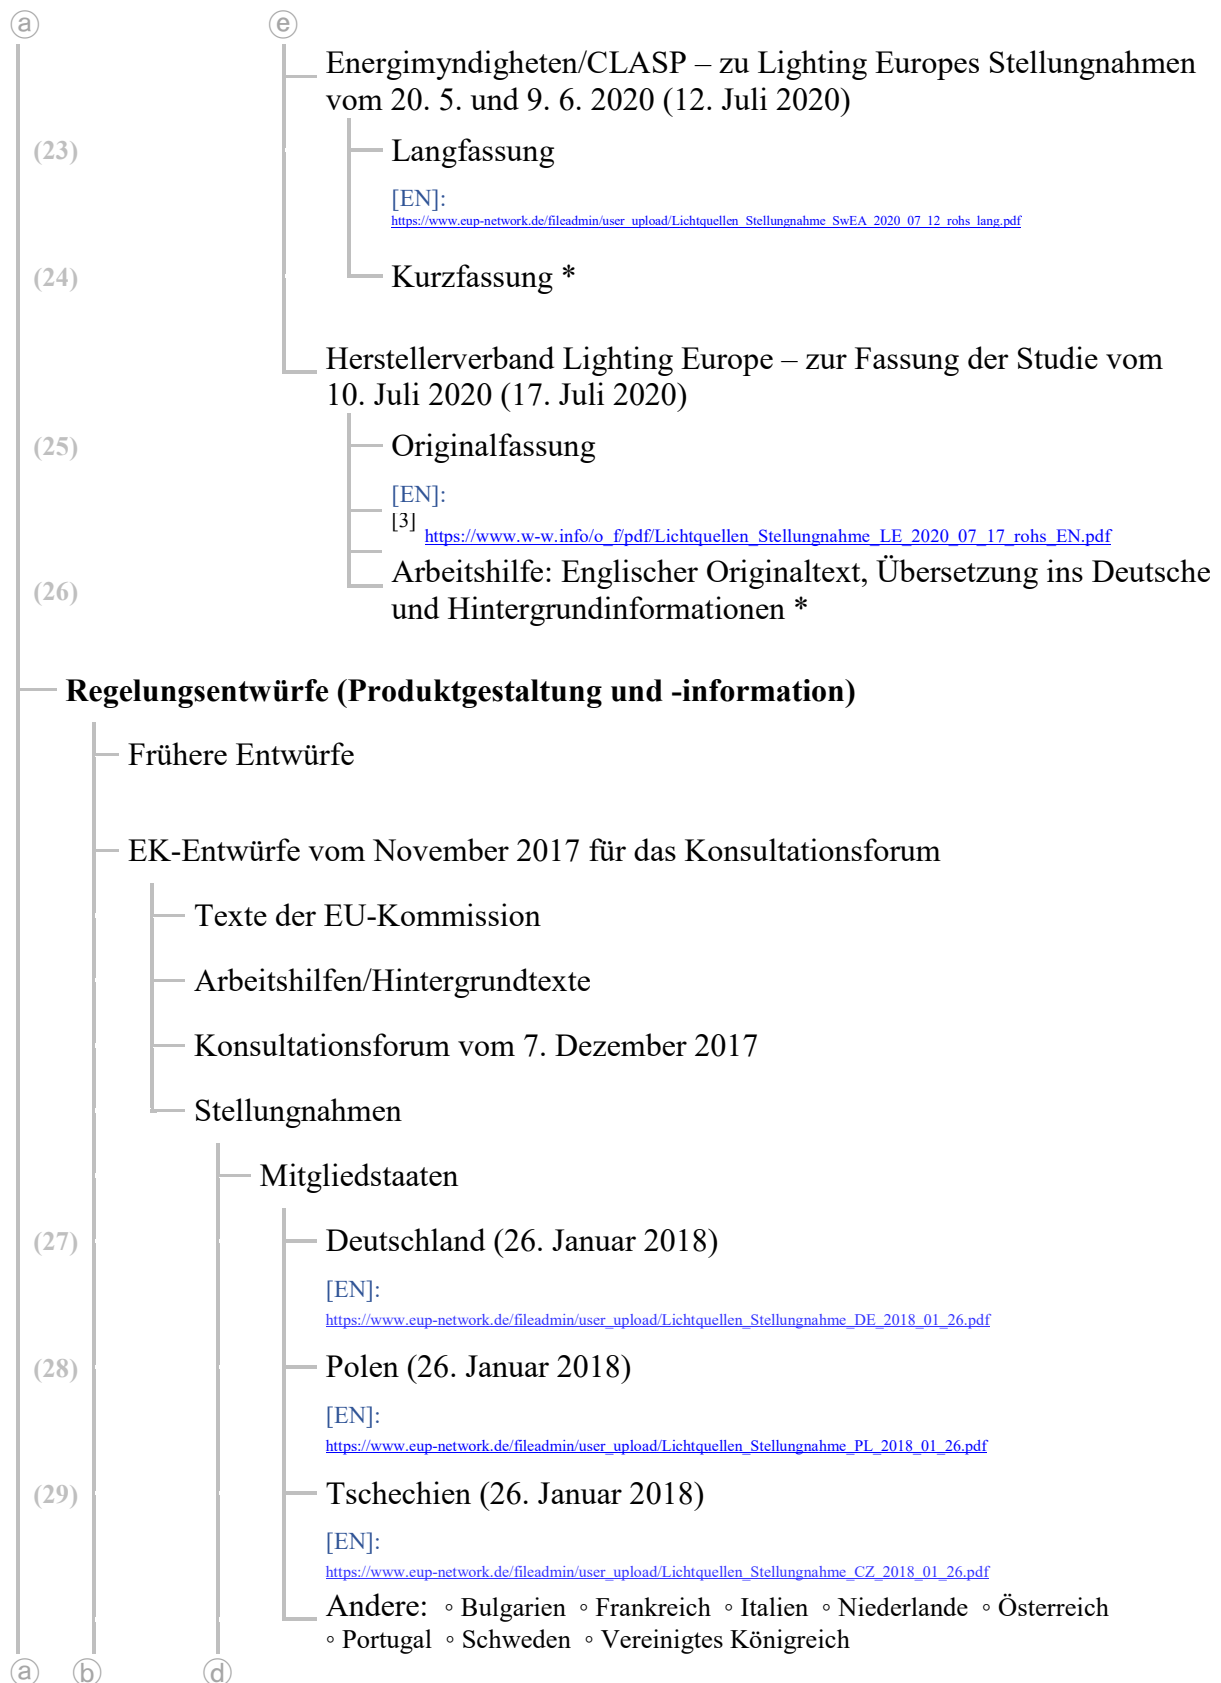 ⓐ ⓔ
Energimyndigheten/CLASP – zu Lighting Europes Stellungnahmen
vom 20. 5. und 9. 6. 2020 (12. Juli 2020)
(23) Langfassung
[EN]:
https://www.eup-network.de/fileadmin/user_upload/Lichtquellen_Stellungnahme_SwEA_2020_07_12_rohs_lang.pdf
(24) Kurzfassung *
Herstellerverband Lighting Europe – zur Fassung der Studie vom
10. Juli 2020 (17. Juli 2020)
(25) Originalfassung
[EN]:
[3] https://www.w-w.info/o_f/pdf/Lichtquellen_Stellungnahme_LE_2020_07_17_rohs_EN.pdf
(26) Arbeitshilfe: Englischer Originaltext, Übersetzung ins Deutsche
und Hintergrundinformationen *
Regelungsentwürfe (Produktgestaltung und -information)
Frühere Entwürfe
EK-Entwürfe vom November 2017 für das Konsultationsforum
Texte der EU-Kommission
Arbeitshilfen/Hintergrundtexte
Konsultationsforum vom 7. Dezember 2017
Stellungnahmen
Mitgliedstaaten
(27) Deutschland (26. Januar 2018)
[EN]:
https://www.eup-network.de/fileadmin/user_upload/Lichtquellen_Stellungnahme_DE_2018_01_26.pdf
(28) Polen (26. Januar 2018)
[EN]:
https://www.eup-network.de/fileadmin/user_upload/Lichtquellen_Stellungnahme_PL_2018_01_26.pdf
(29) Tschechien (26. Januar 2018)
[EN]:
https://www.eup-network.de/fileadmin/user_upload/Lichtquellen_Stellungnahme_CZ_2018_01_26.pdf
Andere: ◦ Bulgarien ◦ Frankreich ◦ Italien ◦ Niederlande ◦ Österreich
◦ Portugal ◦ Schweden ◦ Vereinigtes Königreich
ⓐ ⓑ ⓓ